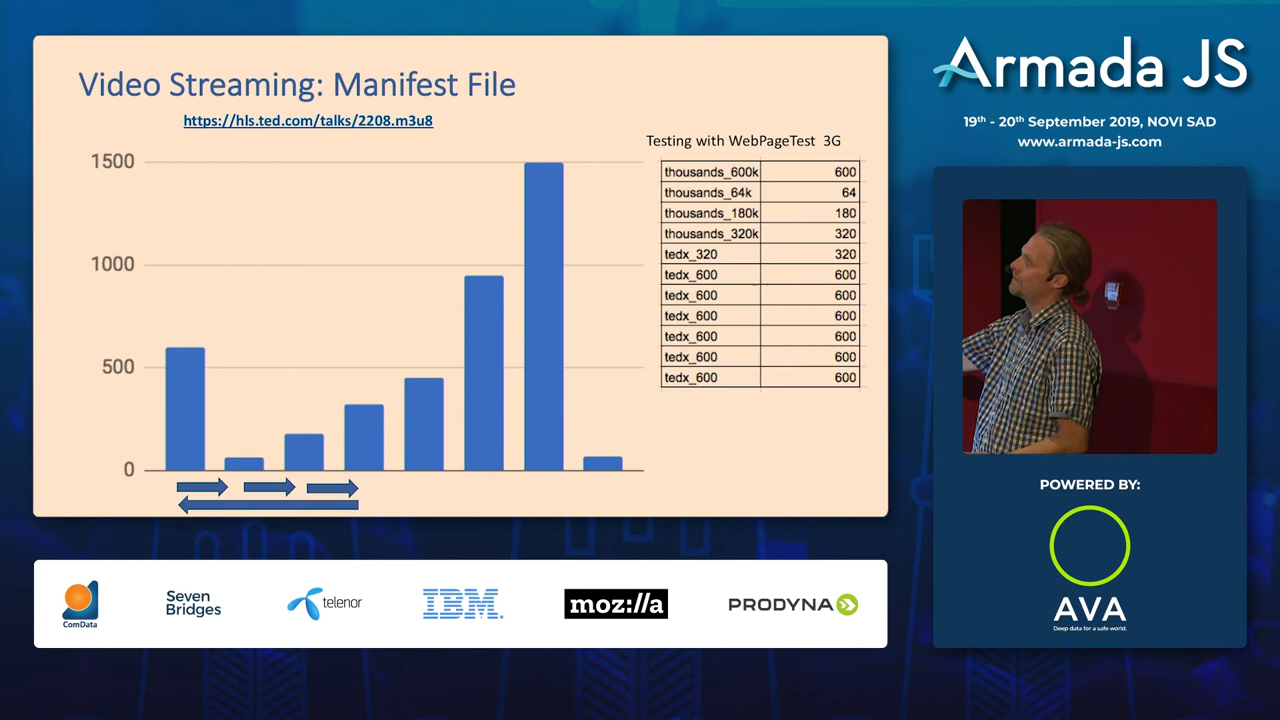 Video Streaming: Manifest File
https://hls.ted.com/talks/2208.m3u8
1500
1000
500
0
Testing with WebPageTest 3G
thousands_600k 600
thousands_64k 64
thousands_180k 180
thousands_320k 320
tedx_320 320
tedx_600 600
tedx_600 600
tedx_600 600
tedx_600 600
tedx_600 600
tedx_600 600
Armada JS
19th - 20th September 2019, NOVI SAD
www.armada-js.com
POWERED BY:
AVA
Deep data for a safe world.
ComData
Seven
Bridges
telenor
IBM
moz://a
PRODYNA